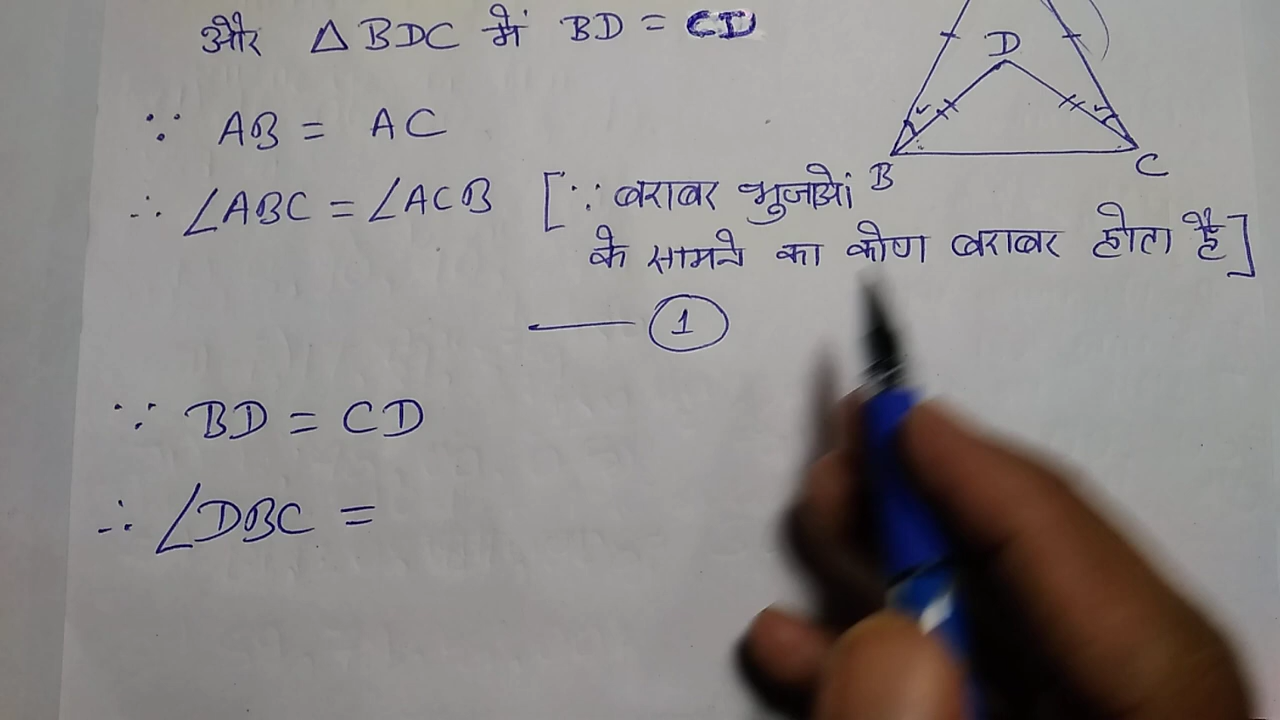 और △BDC में BD = CD
∵ AB = AC
∴ ∠ABC = ∠ACB [∵ बराबर भुजाओं
के सामने का कोण बराबर होता है]
—— ①
∵ BD = CD
∴ ∠DBC =
D
B
C